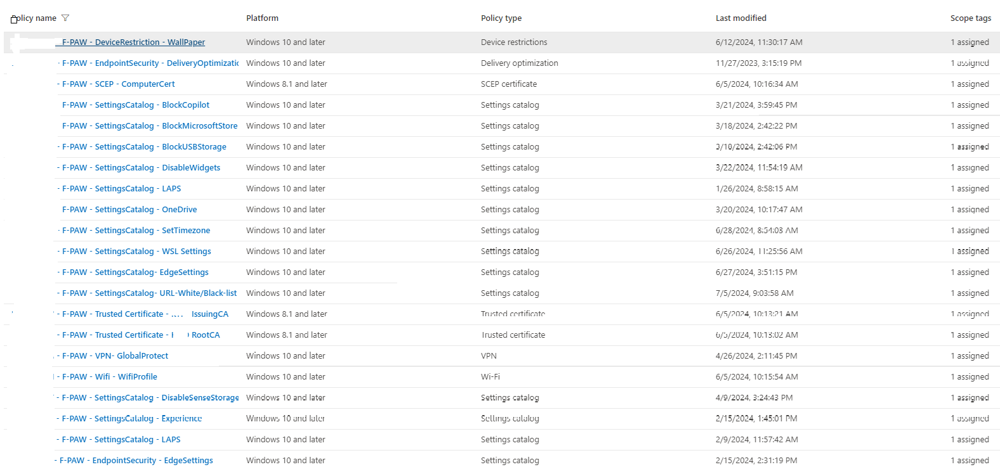 Policy name Platform Policy type Last modified Scope tags
F-PAW - DeviceRestriction - WallPaper Windows 10 and later Device restrictions 6/12/2024, 11:30:17 AM 1 assigned
- F-PAW - EndpointSecurity - DeliveryOptimizatic Windows 10 and later Delivery optimization 11/27/2023, 3:15:19 PM 1 assigned
- F-PAW - SCEP - ComputerCert Windows 8.1 and later SCEP certificate 6/5/2024, 10:16:34 AM 1 assigned
F-PAW - SettingsCatalog - BlockCopilot Windows 10 and later Settings catalog 3/21/2024, 3:59:45 PM 1 assigned
F-PAW - SettingsCatalog - BlockMicrosoftStore Windows 10 and later Settings catalog 3/18/2024, 2:42:22 PM 1 assigned
- F-PAW - SettingsCatalog - BlockUSBStorage Windows 10 and later Settings catalog 3/18/2024, 2:42:06 PM 1 assigned
- F-PAW - SettingsCatalog - DisableWidgets Windows 10 and later Settings catalog 3/22/2024, 11:54:19 AM 1 assigned
- F-PAW - SettingsCatalog - LAPS Windows 10 and later Settings catalog 1/26/2024, 8:58:15 AM 1 assigned
F-PAW - SettingsCatalog - OneDrive Windows 10 and later Settings catalog 3/20/2024, 10:17:47 AM 1 assigned
- F-PAW - SettingsCatalog - SetTimezone Windows 10 and later Settings catalog 6/28/2024, 8:54:03 AM 1 assigned
- F-PAW - SettingsCatalog - WSL Settings Windows 10 and later Settings catalog 6/26/2024, 11:25:56 AM 1 assigned
- F-PAW - SettingsCatalog- EdgeSettings Windows 10 and later Settings catalog 6/27/2024, 3:51:15 PM 1 assigned
- F-PAW - SettingsCatalog- URL-White/Black-list Windows 10 and later Settings catalog 7/5/2024, 9:03:58 AM 1 assigned
- F-PAW - Trusted Certificate - IssuingCA Windows 8.1 and later Trusted certificate 6/5/2024, 10:13:21 AM 1 assigned
- F-PAW - Trusted Certificate - RootCA Windows 8.1 and later Trusted certificate 6/5/2024, 10:13:02 AM 1 assigned
- F-PAW - VPN- GlobalProtect Windows 10 and later VPN 4/26/2024, 2:11:45 PM 1 assigned
- F-PAW - Wifi - WifiProfile Windows 10 and later Wi-Fi 6/5/2024, 10:15:54 AM 1 assigned
- F-PAW - SettingsCatalog - DisableSenseStorage Windows 10 and later Settings catalog 4/9/2024, 3:24:43 PM 1 assigned
- F-PAW - SettingsCatalog - Experience Windows 10 and later Settings catalog 2/15/2024, 1:45:01 PM 1 assigned
- F-PAW - SettingsCatalog - LAPS Windows 10 and later Settings catalog 2/9/2024, 11:57:42 AM 1 assigned
- F-PAW - EndpointSecurity - EdgeSettings Windows 10 and later Settings catalog 2/15/2024, 2:31:19 PM 1 assigned